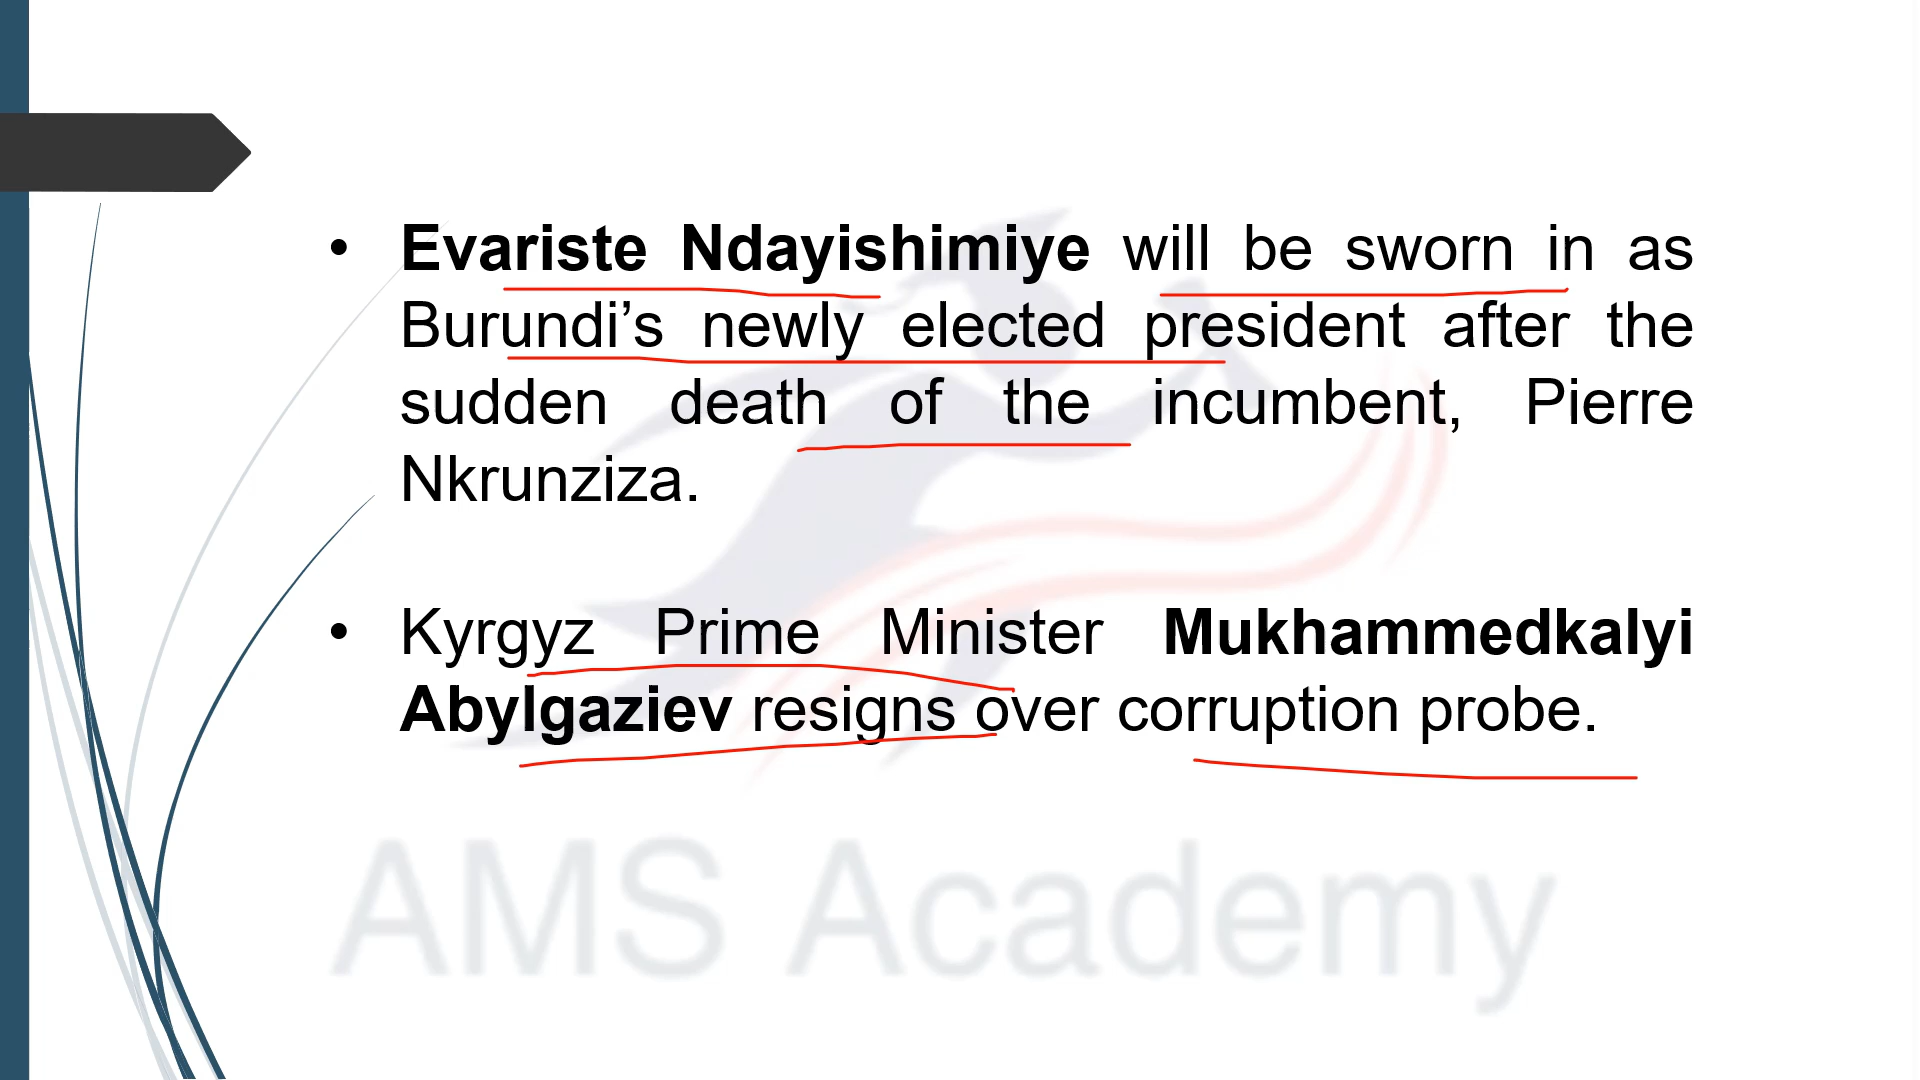 • Evariste Ndayishimiye will be sworn in as
Burundi’s newly elected president after the
sudden death of the incumbent, Pierre
Nkrunziza.
• Kyrgyz Prime Minister Mukhammedkalyi
Abylgaziev resigns over corruption probe.
AMS Academy